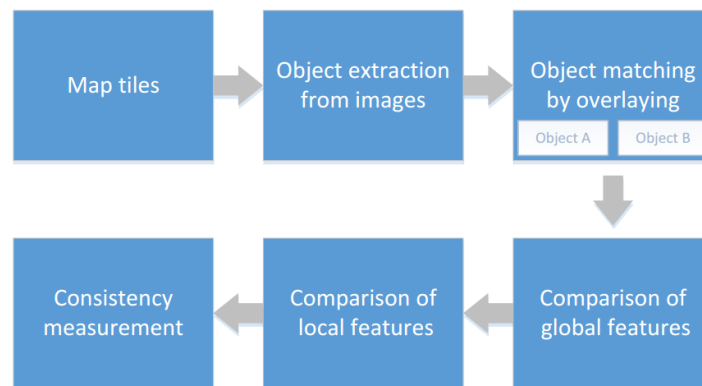 Map tiles
Object extraction
from images
Object matching
by overlaying
Object A
Object B
Comparison of
global features
Comparison of
local features
Consistency
measurement